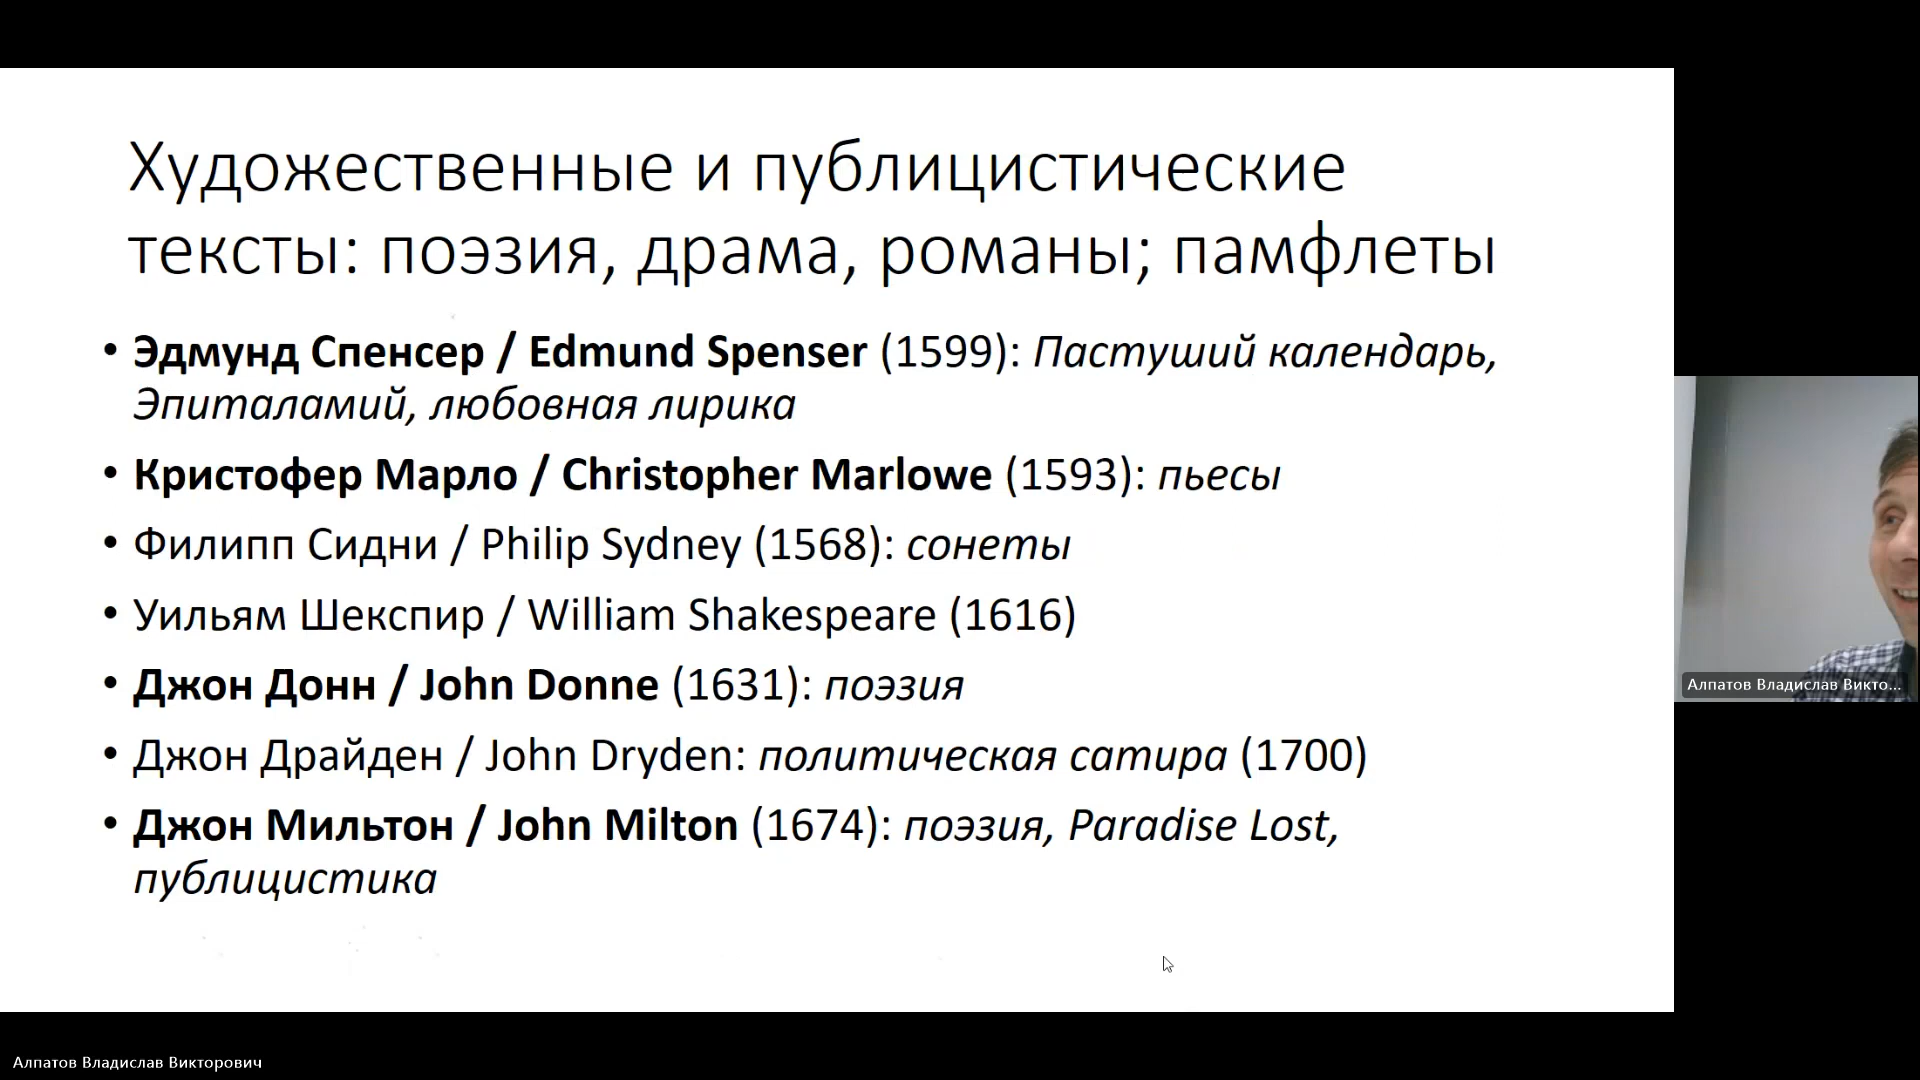 Художественные и публицистические
тексты: поэзия, драма, романы; памфлеты
• Эдмунд Спенсер / Edmund Spenser (1599): Пастуший календарь,
Эпиталамий, любовная лирика
• Кристофер Марло / Christopher Marlowe (1593): пьесы
• Филипп Сидни / Philip Sydney (1568): сонеты
• Уильям Шекспир / William Shakespeare (1616)
• Джон Донн / John Donne (1631): поэзия
• Джон Драйден / John Dryden: политическая сатира (1700)
• Джон Мильтон / John Milton (1674): поэзия, Paradise Lost,
публицистика
Алпатов Владислав Викто...
Алпатов Владислав Викторович